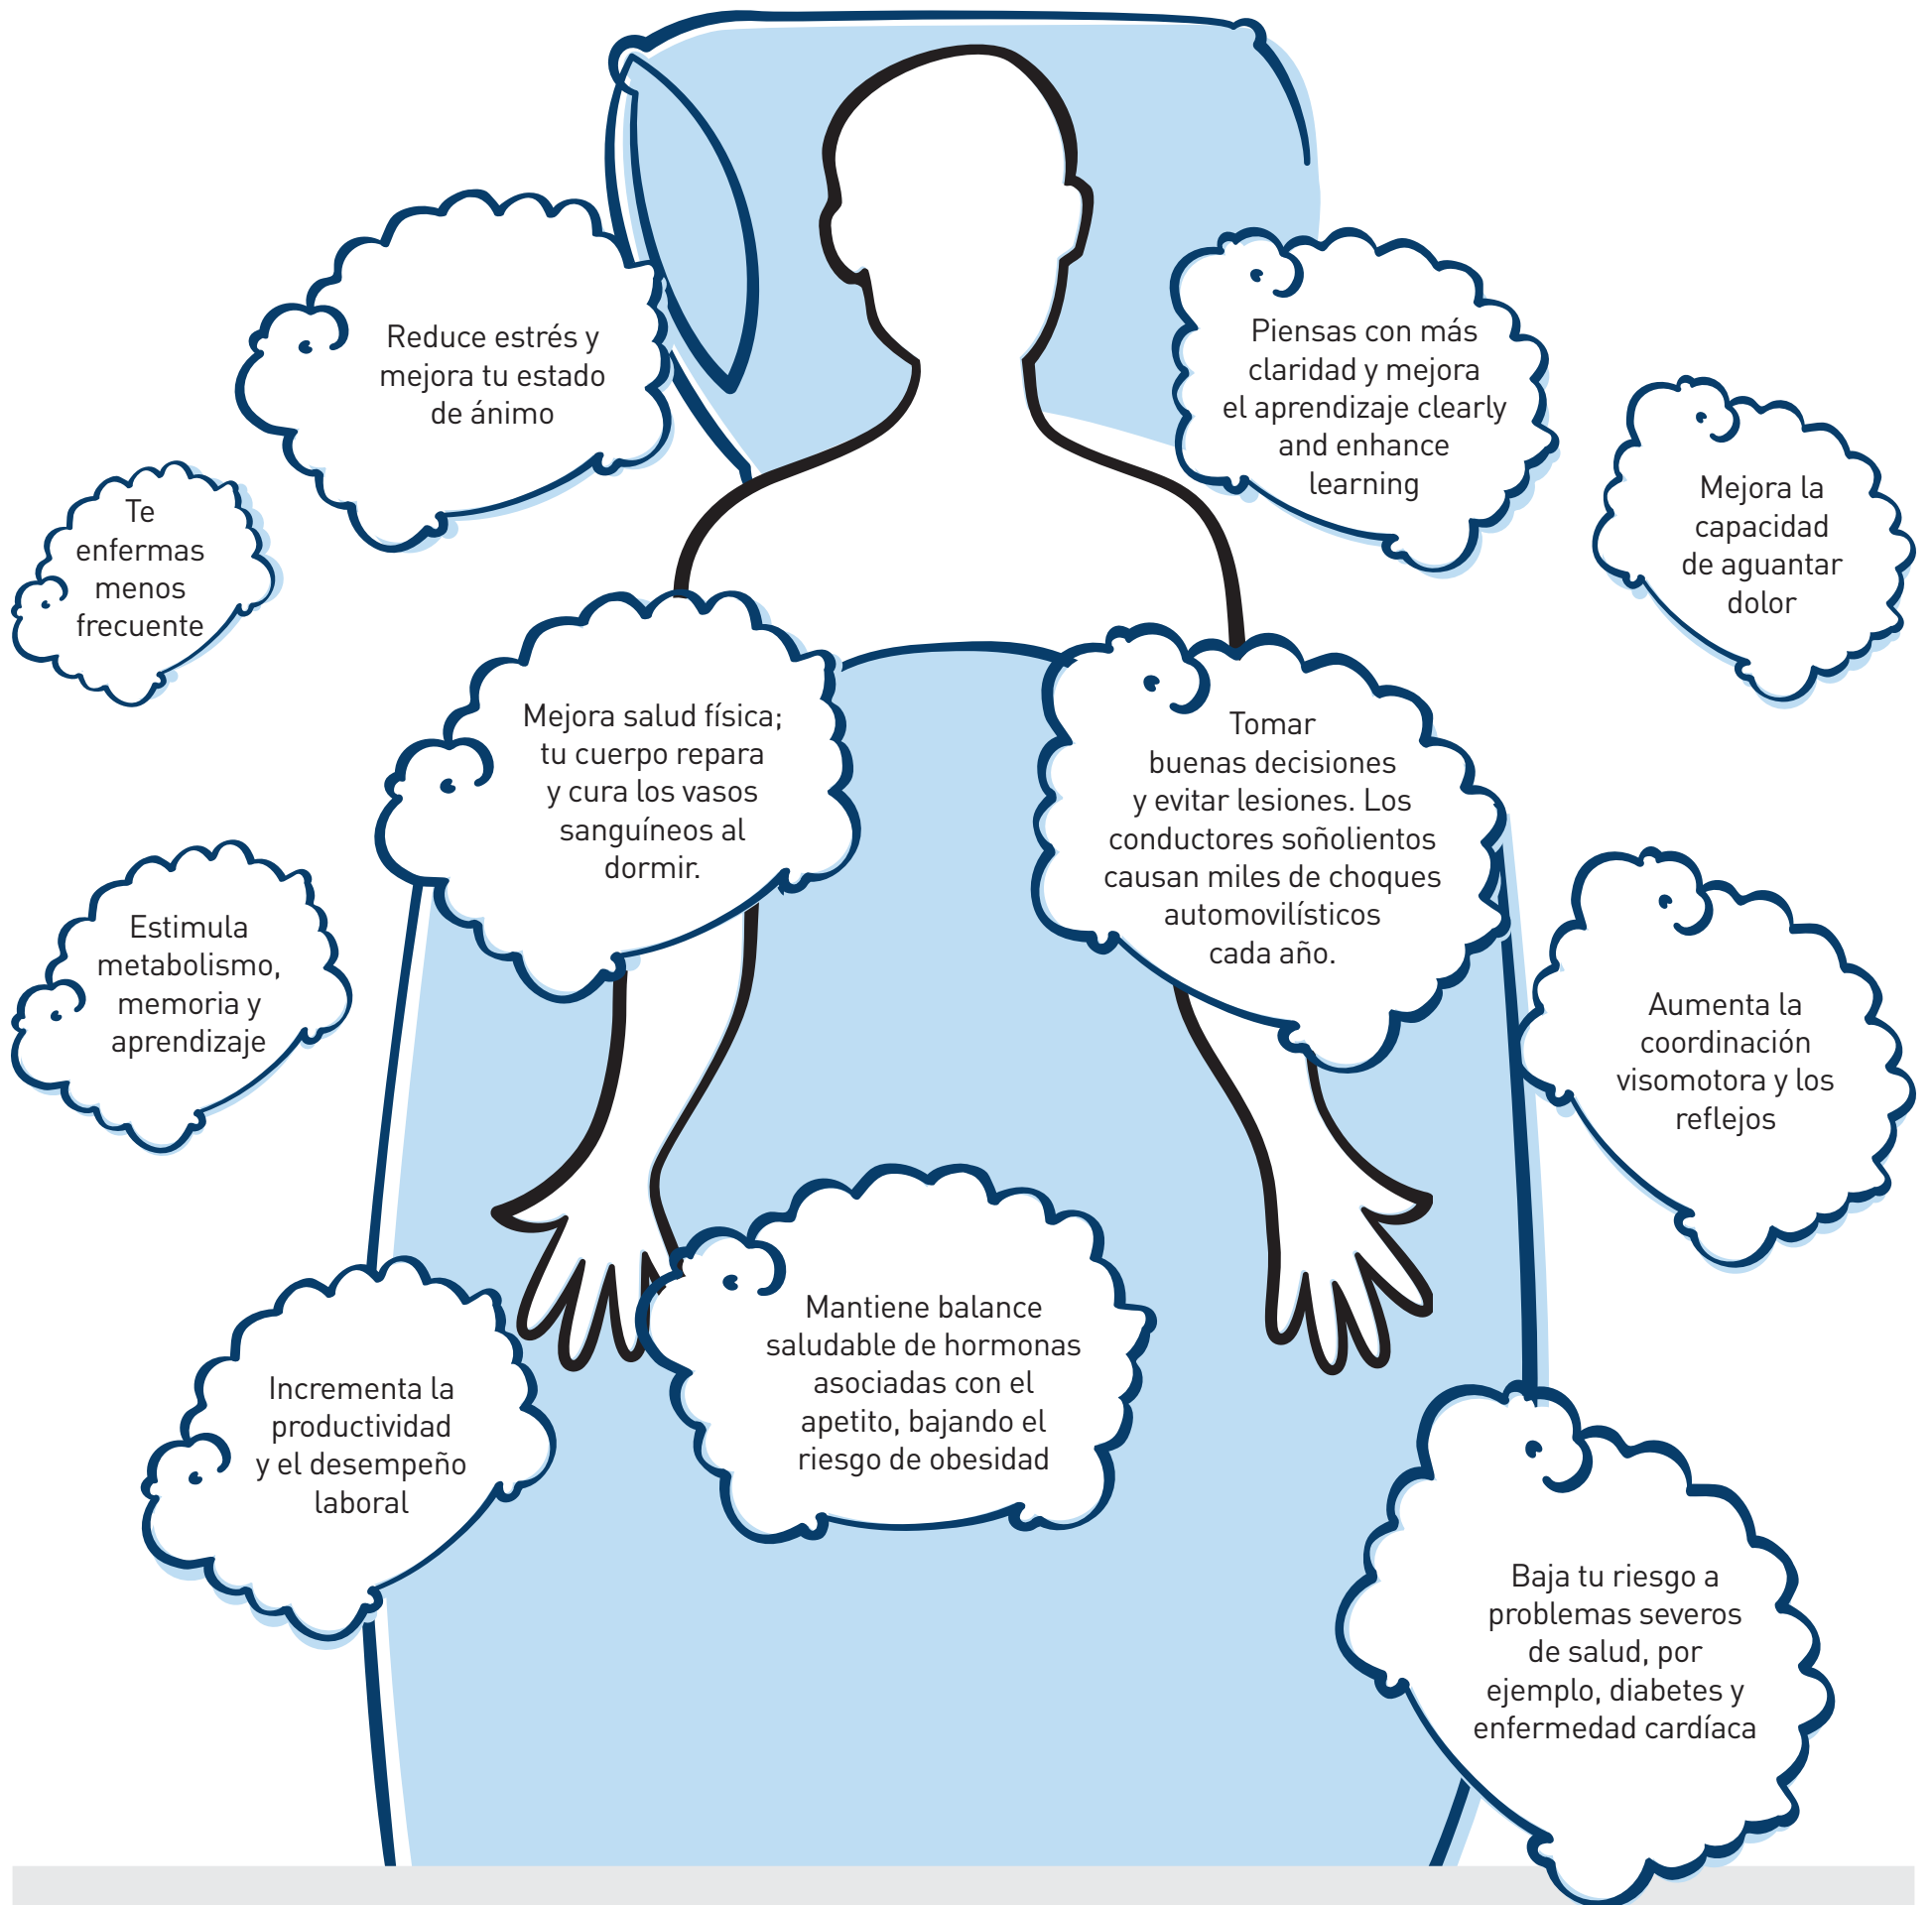 Reduce estrés y
mejora tu estado
de ánimo
Piensas con más
claridad y mejora
el aprendizaje clearly
and enhance
learning
Te
enfermas
menos
frecuente
Mejora la
capacidad
de aguantar
dolor
Mejora salud física;
tu cuerpo repara
y cura los vasos
sanguíneos al
dormir.
Tomar
buenas decisiones
y evitar lesiones. Los
conductores soñolientos
causan miles de choques
automovilísticos
cada año.
Estimula
metabolismo,
memoria y
aprendizaje
Aumenta la
coordinación
visomotora y los
reflejos
Incrementa la
productividad
y el desempeño
laboral
Mantiene balance
saludable de hormonas
asociadas con el
apetito, bajando el
riesgo de obesidad
Baja tu riesgo a
problemas severos
de salud, por
ejemplo, diabetes y
enfermedad cardíaca